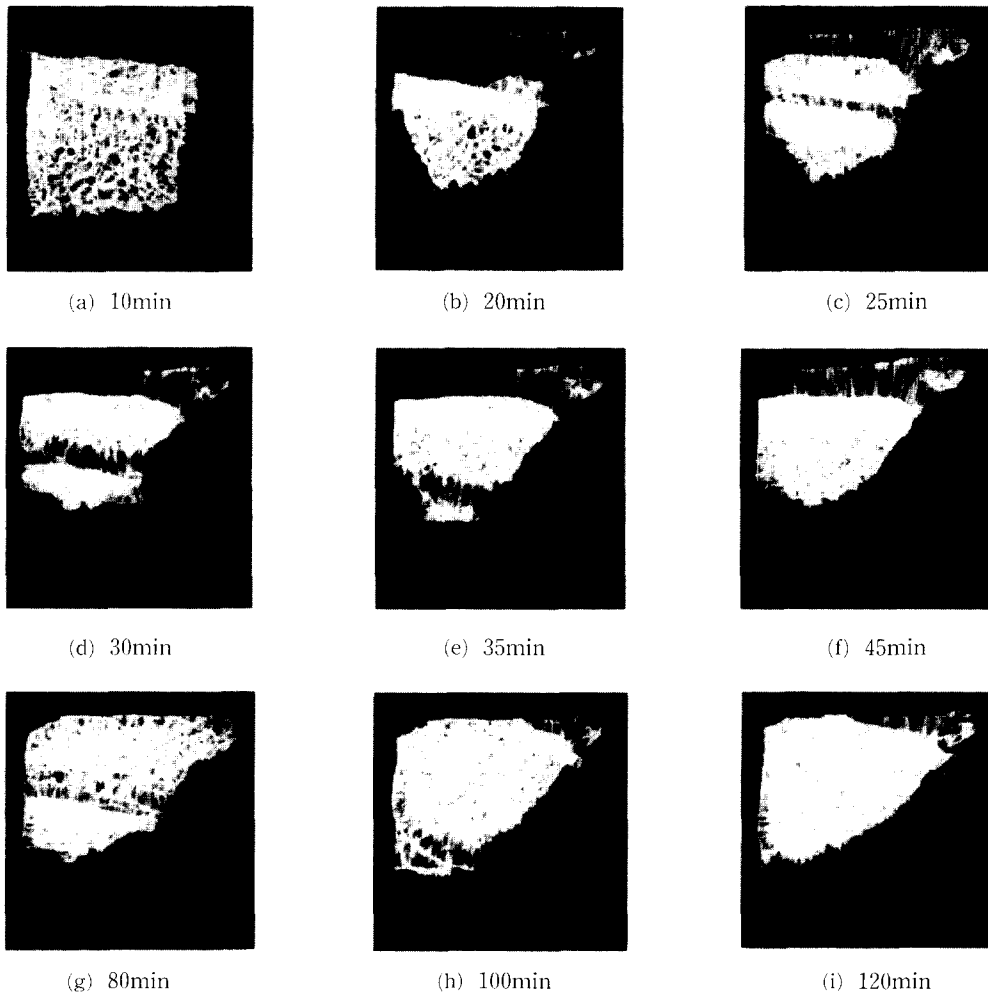 (a) 10min
(b) 20min
(c) 25min
(d) 30min
(e) 35min
(f) 45min
(g) 80min
(h) 100min
(i) 120min